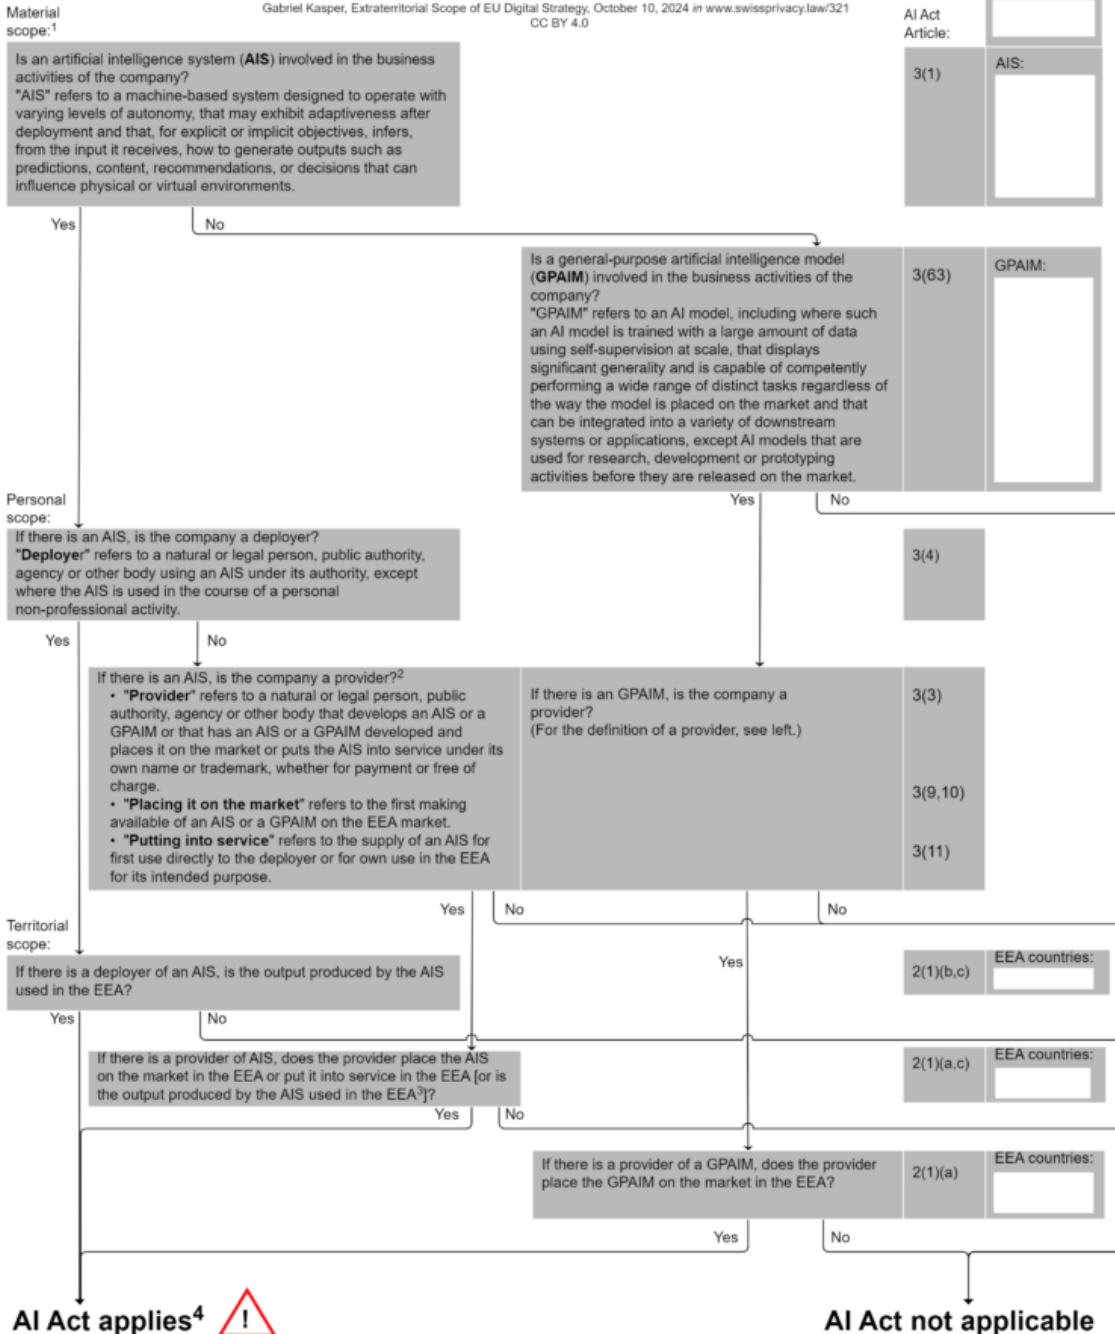 Gabriel Kasper, Extraterritorial Scope of EU Digital Strategy, October 10, 2024 in www.swissprivacy.law/321
CC BY 4.0
Material
scope:1
AI Act
Article:
Is an artificial intelligence system (AIS) involved in the business
activities of the company?
"AIS" refers to a machine-based system designed to operate with
varying levels of autonomy, that may exhibit adaptiveness after
deployment and that, for explicit or implicit objectives, infers,
from the input it receives, how to generate outputs such as
predictions, content, recommendations, or decisions that can
influence physical or virtual environments.
3(1)
AIS:
Yes
No
Is a general-purpose artificial intelligence model
(GPAIM) involved in the business activities of the
company?
"GPAIM" refers to an AI model, including where such
an AI model is trained with a large amount of data
using self-supervision at scale, that displays
significant generality and is capable of competently
performing a wide range of distinct tasks regardless of
the way the model is placed on the market and that
can be integrated into a variety of downstream
systems or applications, except AI models that are
used for research, development or prototyping
activities before they are released on the market.
3(63)
GPAIM:
Yes
No
Personal
scope:
If there is an AIS, is the company a deployer?
"Deployer" refers to a natural or legal person, public authority,
agency or other body using an AIS under its authority, except
where the AIS is used in the course of a personal
non-professional activity.
3(4)
Yes
No
If there is an AIS, is the company a provider?2
• "Provider" refers to a natural or legal person, public
authority, agency or other body that develops an AIS or a
GPAIM or that has an AIS or a GPAIM developed and
places it on the market or puts the AIS into service under its
own name or trademark, whether for payment or free of
charge.
• "Placing it on the market" refers to the first making
available of an AIS or a GPAIM on the EEA market.
• "Putting into service" refers to the supply of an AIS for
first use directly to the deployer or for own use in the EEA
for its intended purpose.
If there is an GPAIM, is the company a
provider?
(For the definition of a provider, see left.)
3(3)
3(9,10)
3(11)
Yes
No
Yes
No
Territorial
scope:
If there is a deployer of an AIS, is the output produced by the AIS
used in the EEA?
2(1)(b,c)
EEA countries:
Yes
No
If there is a provider of AIS, does the provider place the AIS
on the market in the EEA or put it into service in the EEA [or is
the output produced by the AIS used in the EEA3]?
2(1)(a,c)
EEA countries:
Yes
No
If there is a provider of a GPAIM, does the provider
place the GPAIM on the market in the EEA?
2(1)(a)
EEA countries:
Yes
No
AI Act applies4
!
AI Act not applicable